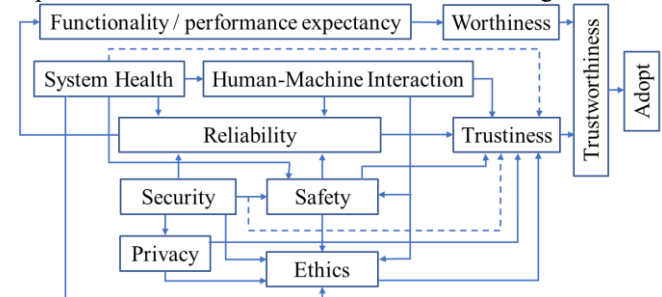 Functionality / performance expectancy
Worthiness
System Health
Human-Machine Interaction
Reliability
Trustiness
Trustworthiness
Adopt
Security
Safety
Privacy
Ethics